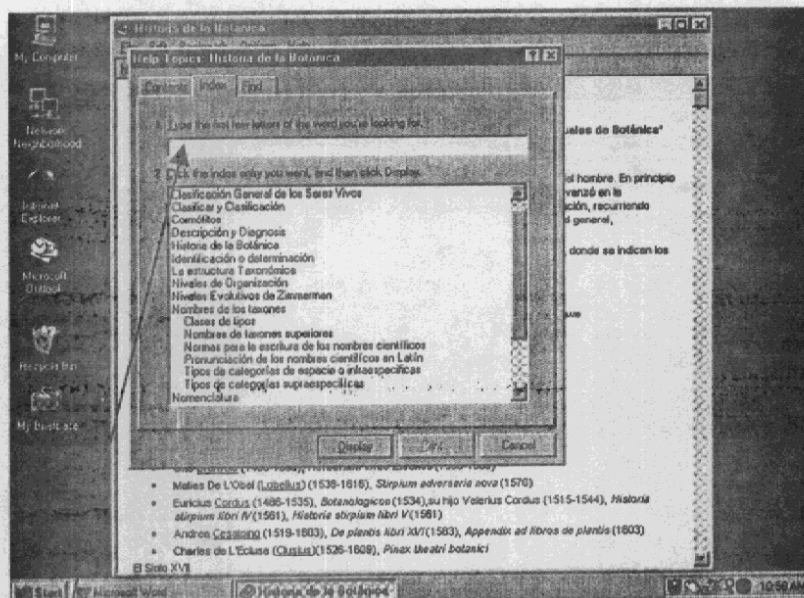 My Computer
Network
Neighborhood
Internet
Explorer
Microsoft
Outlook
Recycle Bin
My Briefcase
Historia de la Botánica
Help Topics: Historia de la Botánica
Contents Index Find
1 Type the first few letters of the word you're looking for.
2 Click the index entry you want, and then click Display.
Clasificación General de los Seres Vivos
Clasificar y Clasificación
Cormófitos
Descripción y Diagnosis
Historia de la Botánica
Identificación o determinación
La estructura Taxonómica
Niveles de Organización
Niveles Evolutivos de Zimmerman
Nombres de los taxones
Clases de tipos
Nombres de taxones superiores
Normas para la escritura de los nombres científicos
Pronunciación de los nombres científicos en Latín
Tipos de categorías de especie o infraespecíficas
Tipos de categorías supraespecíficas
Nomenclatura
Display Print Cancel
uales de Botánica"
el hombre. En principio
vanzó en la
ción, recurriendo
d general,
donde se indican los
Maties De L'Obel (Lobellus) (1538-1616), Stirpium adversaria nova (1570)
Euricius Cordus (1486-1535), Botanologicos (1534),su hijo Valerius Cordus (1515-1544), Historia
stirpium libri IV (1561), Historia stirpium libri V (1561)
Andrea Cesalpino (1519-1603), De plantis libri XVI (1583), Appendix ad libros de plantis (1603)
Charles de L'Ecluse (Clusius)(1526-1609), Pinax theatri botanici
El Siglo XVII
Start Microsoft Word Historia de la Botánica 10:56 AM